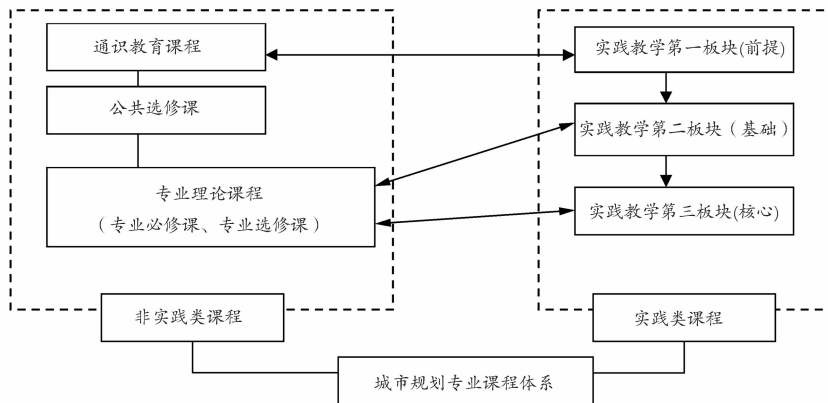 通识教育课程
公共选修课
专业理论课程
（专业必修课、专业选修课）
非实践类课程
实践教学第一板块(前提)
实践教学第二板块（基础）
实践教学第三板块(核心)
实践类课程
城市规划专业课程体系